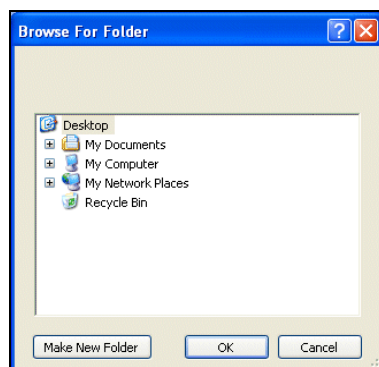 Browse For Folder
Desktop
My Documents
My Computer
My Network Places
Recycle Bin
Make New Folder OK Cancel